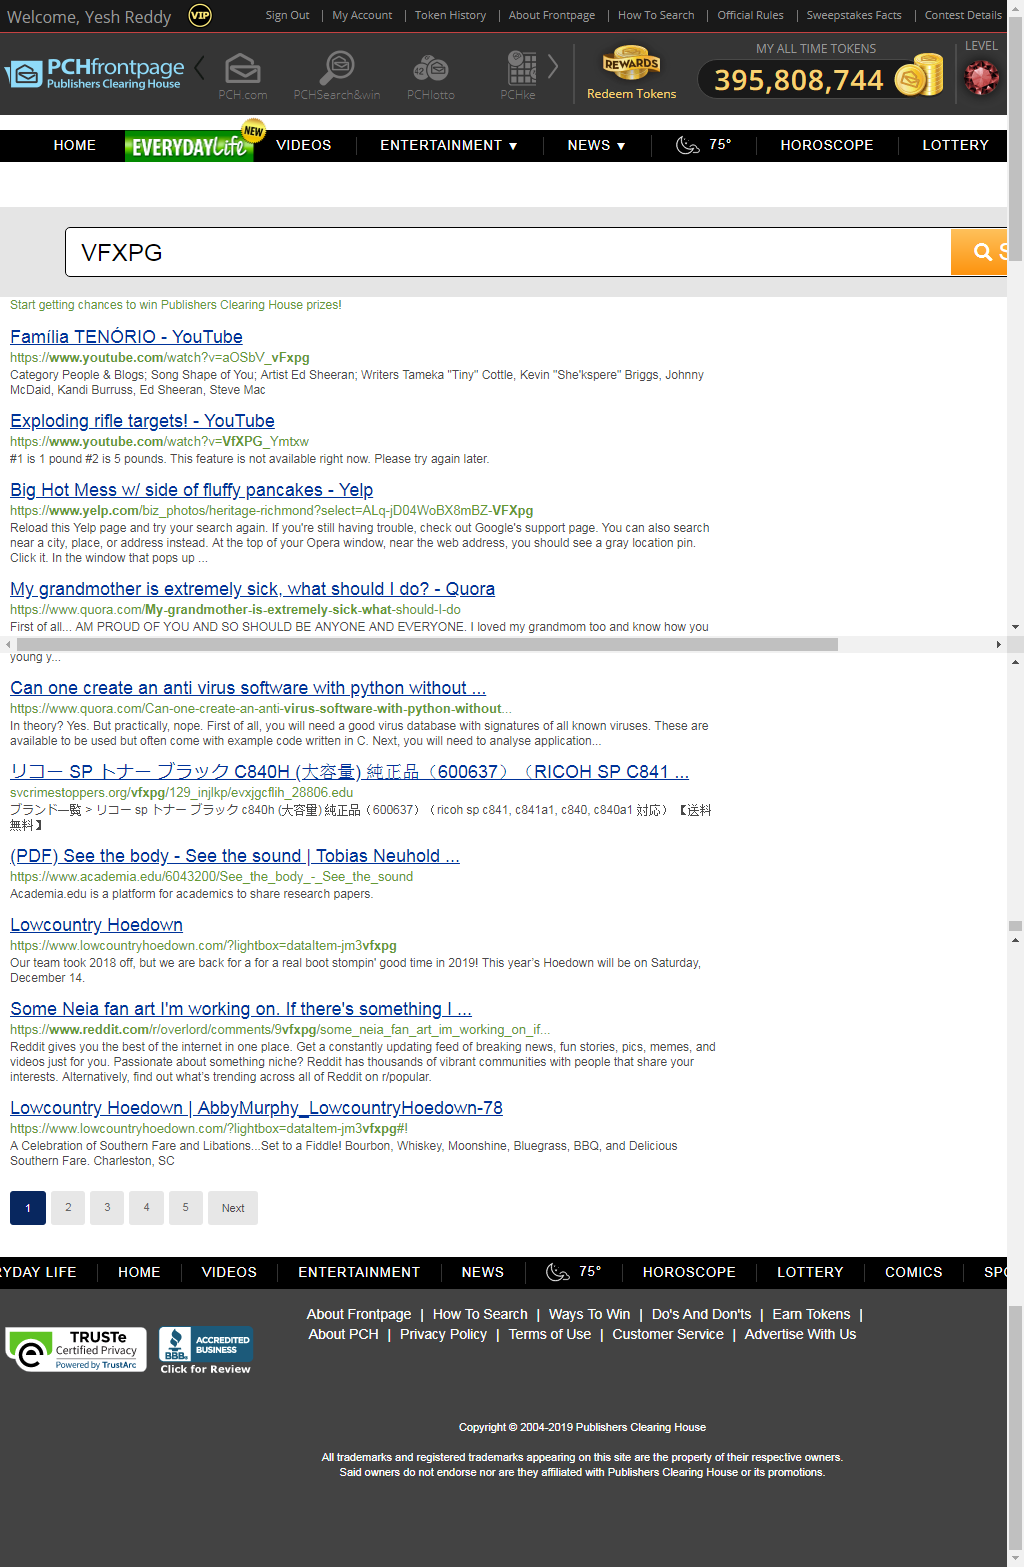 Welcome, Yesh Reddy VIP Sign Out | My Account | Token History | About Frontpage | How To Search | Official Rules | Sweepstakes Facts | Contest Details
PCHfrontpage
Publishers Clearing House
PCH.com PCHSearch&win PCHlotto PCHke
REWARDS
Redeem Tokens
MY ALL TIME TOKENS
395,808,744
LEVEL
HOME EVERYDAY Life NEW VIDEOS ENTERTAINMENT ▼ NEWS ▼ 75° HOROSCOPE LOTTERY
VFXPG S
Start getting chances to win Publishers Clearing House prizes!
Família TENÓRIO - YouTube
https://www.youtube.com/watch?v=aOSbV_vFxpg
Category People & Blogs; Song Shape of You; Artist Ed Sheeran; Writers Tameka "Tiny" Cottle, Kevin "She'kspere" Briggs, Johnny
McDaid, Kandi Burruss, Ed Sheeran, Steve Mac
Exploding rifle targets! - YouTube
https://www.youtube.com/watch?v=VfXPG_Ymtxw
#1 is 1 pound #2 is 5 pounds. This feature is not available right now. Please try again later.
Big Hot Mess w/ side of fluffy pancakes - Yelp
https://www.yelp.com/biz_photos/heritage-richmond?select=ALq-jD04WoBX8mBZ-VFXpg
Reload this Yelp page and try your search again. If you're still having trouble, check out Google's support page. You can also search
near a city, place, or address instead. At the top of your Opera window, near the web address, you should see a gray location pin.
Click it. In the window that pops up ...
My grandmother is extremely sick, what should I do? - Quora
https://www.quora.com/My-grandmother-is-extremely-sick-what-should-I-do
First of all... AM PROUD OF YOU AND SO SHOULD BE ANYONE AND EVERYONE. I loved my grandmom too and know how you
young y...
Can one create an anti virus software with python without ...
https://www.quora.com/Can-one-create-an-anti-virus-software-with-python-without...
In theory? Yes. But practically, nope. First of all, you will need a good virus database with signatures of all known viruses. These are
available to be used but often come with example code written in C. Next, you will need to analyse application...
リコー SP トナー ブラック C840H (大容量) 純正品（600637）（RICOH SP C841 ...
svcrimestoppers.org/vfxpg/129_injlkp/evxjgcflih_28806.edu
ブランド一覧 > リコー sp トナー ブラック c840h (大容量) 純正品（600637）（ricoh sp c841, c841a1, c840, c840a1 対応）【送料
無料】
(PDF) See the body - See the sound | Tobias Neuhold ...
https://www.academia.edu/6043200/See_the_body_-_See_the_sound
Academia.edu is a platform for academics to share research papers.
Lowcountry Hoedown
https://www.lowcountryhoedown.com/?lightbox=dataItem-jm3vfxpg
Our team took 2018 off, but we are back for a for a real boot stompin' good time in 2019! This year's Hoedown will be on Saturday,
December 14.
Some Neia fan art I'm working on. If there's something I ...
https://www.reddit.com/r/overlord/comments/9vfxpg/some_neia_fan_art_im_working_on_if...
Reddit gives you the best of the internet in one place. Get a constantly updating feed of breaking news, fun stories, pics, memes, and
videos just for you. Passionate about something niche? Reddit has thousands of vibrant communities with people that share your
interests. Alternatively, find out what's trending across all of Reddit on r/popular.
Lowcountry Hoedown | AbbyMurphy_LowcountryHoedown-78
https://www.lowcountryhoedown.com/?lightbox=dataItem-jm3vfxpg#!
A Celebration of Southern Fare and Libations...Set to a Fiddle! Bourbon, Whiskey, Moonshine, Bluegrass, BBQ, and Delicious
Southern Fare. Charleston, SC
1 2 3 4 5 Next
RYDAY LIFE HOME VIDEOS ENTERTAINMENT NEWS 75° HOROSCOPE LOTTERY COMICS SPO
About Frontpage | How To Search | Ways To Win | Do's And Don'ts | Earn Tokens |
About PCH | Privacy Policy | Terms of Use | Customer Service | Advertise With Us
TRUSTe
Certified Privacy
Powered by TrustArc
BBB
ACCREDITED
BUSINESS
Click for Review
Copyright © 2004-2019 Publishers Clearing House
All trademarks and registered trademarks appearing on this site are the property of their respective owners.
Said owners do not endorse nor are they affiliated with Publishers Clearing House or its promotions.